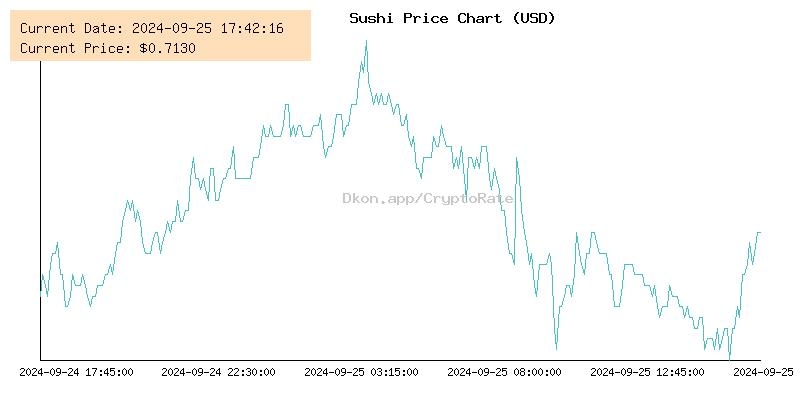 Sushi Price Chart (USD)
Current Date: 2024-09-25 17:42:16
Current Price: $0.7130
Dkon.app/CryptoRate
2024-09-24 17:45:00 2024-09-24 22:30:00 2024-09-25 03:15:00 2024-09-25 08:00:00 2024-09-25 12:45:00 2024-09-25